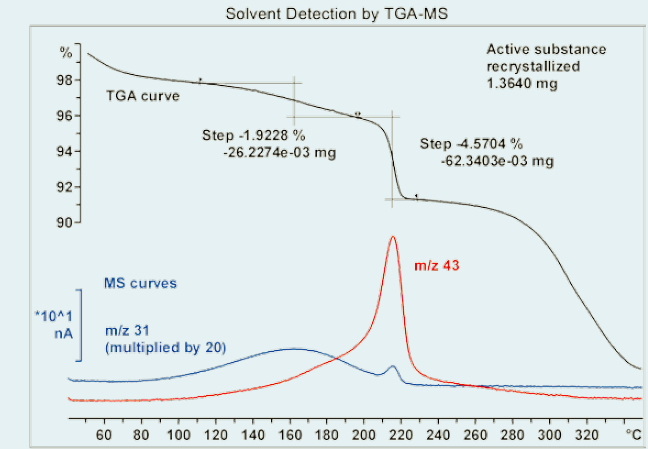 Solvent Detection by TGA-MS
%
98
96
94
92
90
TGA curve
Active substance
recrystallized
1.3640 mg
Step -1.9228 %
-26.2274e-03 mg
Step -4.5704 %
-62.3403e-03 mg
m/z 43
MS curves
*10^1
nA
m/z 31
(multiplied by 20)
60 80 100 120 140 160 180 200 220 240 260 280 300 320 °C